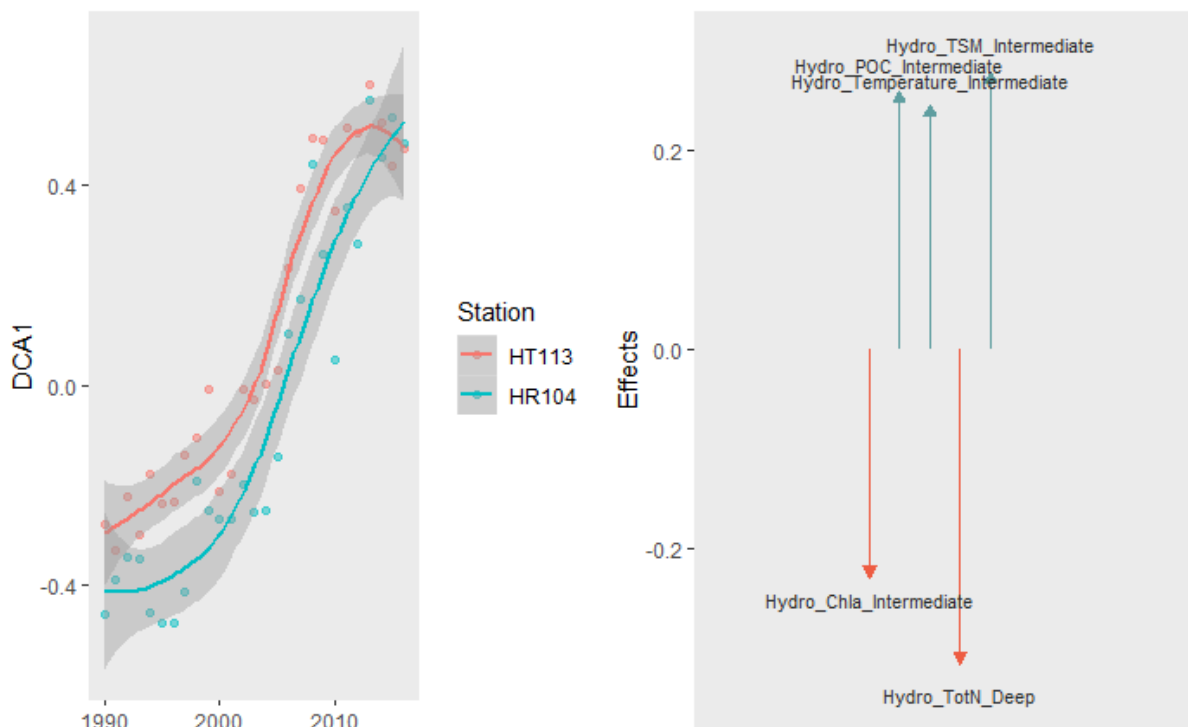 DCA1
0.4
0.0
-0.4
1990
2000
2010
Station
HT113
HR104
Effects
0.2
0.0
-0.2
Hydro_TSM_Intermediate
Hydro_POC_Intermediate
Hydro_Temperature_Intermediate
Hydro_Chla_Intermediate
Hydro_TotN_Deep